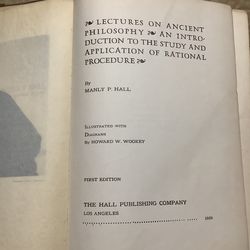 ❧ LECTURES ON ANCIENT
PHILOSOPHY ❧ AN INTRO-
DUCTION TO THE STUDY AND
APPLICATION OF RATIONAL
PROCEDURE ❧
By
MANLY P. HALL
ILLUSTRATED WITH
DIAGRAMS
BY HOWARD W. WOOKEY
FIRST EDITION
THE HALL PUBLISHING COMPANY
LOS ANGELES 1929